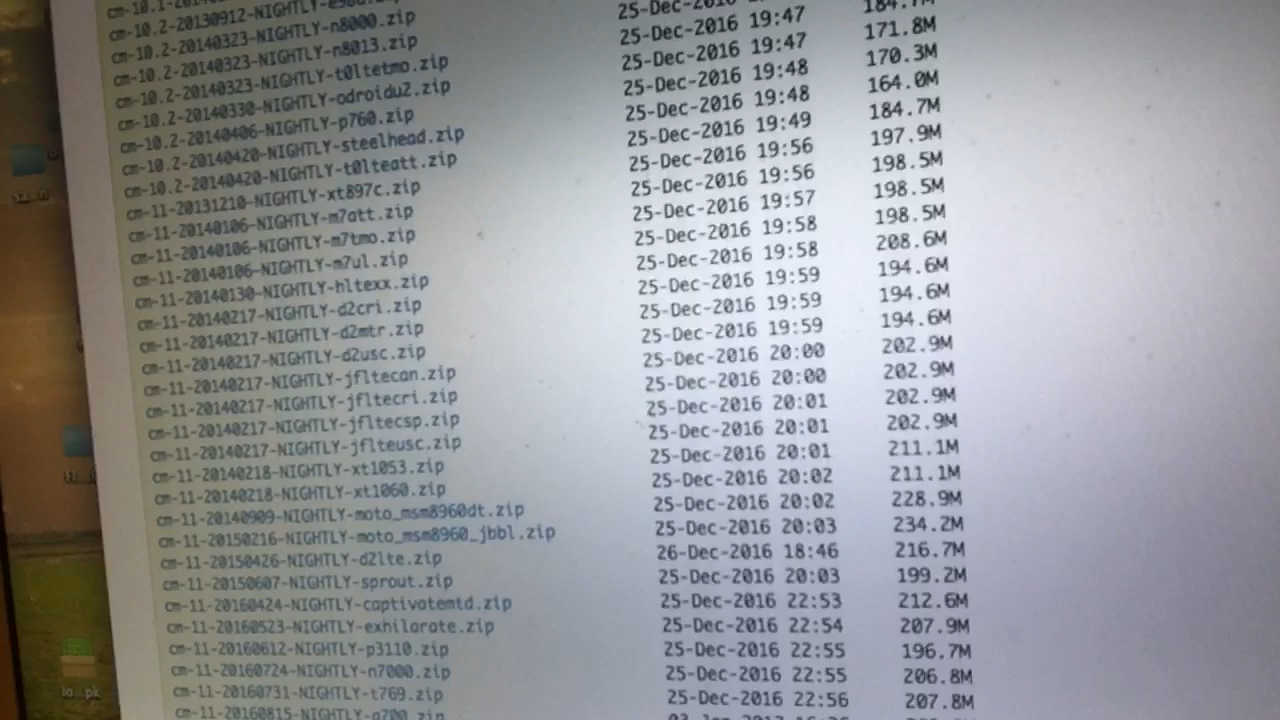 cm-10.2-20140323-NIGHTLY-n8000.zip
cm-10.2-20140323-NIGHTLY-n8013.zip 25-Dec-2016
cm-10.2-20140323-NIGHTLY-t0ltetmo.zip 25-Dec-2016 19:47 184.7M
cm-10.2-20140330-NIGHTLY-odroidu2.zip 25-Dec-2016 19:47 171.8M
cm-10.2-20140406-NIGHTLY-p760.zip 25-Dec-2016 19:48 170.3M
cm-10.2-20140420-NIGHTLY-steelhead.zip 25-Dec-2016 19:48 164.0M
cm-10.2-20140420-NIGHTLY-t0lteatt.zip 25-Dec-2016 19:49 184.7M
cm-11-20131210-NIGHTLY-xt897c.zip 25-Dec-2016 19:56 197.9M
cm-11-20140106-NIGHTLY-m7att.zip 25-Dec-2016 19:56 198.5M
cm-11-20140106-NIGHTLY-m7tmo.zip 25-Dec-2016 19:57 198.5M
cm-11-20140106-NIGHTLY-m7ul.zip 25-Dec-2016 19:58 198.5M
cm-11-20140130-NIGHTLY-hltexx.zip 25-Dec-2016 19:58 208.6M
cm-11-20140217-NIGHTLY-d2cri.zip 25-Dec-2016 19:59 194.6M
cm-11-20140217-NIGHTLY-d2mtr.zip 25-Dec-2016 19:59 194.6M
cm-11-20140217-NIGHTLY-d2usc.zip 25-Dec-2016 19:59 194.6M
cm-11-20140217-NIGHTLY-jfltecan.zip 25-Dec-2016 20:00 202.9M
cm-11-20140217-NIGHTLY-jfltecri.zip 25-Dec-2016 20:00 202.9M
cm-11-20140217-NIGHTLY-jfltecsp.zip 25-Dec-2016 20:01 202.9M
cm-11-20140217-NIGHTLY-jflteusc.zip 25-Dec-2016 20:01 202.9M
cm-11-20140218-NIGHTLY-xt1053.zip 25-Dec-2016 20:01 211.1M
cm-11-20140218-NIGHTLY-xt1060.zip 25-Dec-2016 20:02 211.1M
cm-11-20140909-NIGHTLY-moto_msm8960dt.zip 25-Dec-2016 20:02 228.9M
cm-11-20150216-NIGHTLY-moto_msm8960_jbbl.zip 25-Dec-2016 20:03 234.2M
cm-11-20150426-NIGHTLY-d2lte.zip 26-Dec-2016 18:46 216.7M
cm-11-20150607-NIGHTLY-sprout.zip 25-Dec-2016 20:03 199.2M
cm-11-20160424-NIGHTLY-captivatemtd.zip 25-Dec-2016 22:53 212.6M
cm-11-20160523-NIGHTLY-exhilarate.zip 25-Dec-2016 22:54 207.9M
cm-11-20160612-NIGHTLY-p3110.zip 25-Dec-2016 22:55 196.7M
cm-11-20160724-NIGHTLY-n7000.zip 25-Dec-2016 22:55 206.8M
cm-11-20160731-NIGHTLY-t769.zip 25-Dec-2016 22:56 207.8M